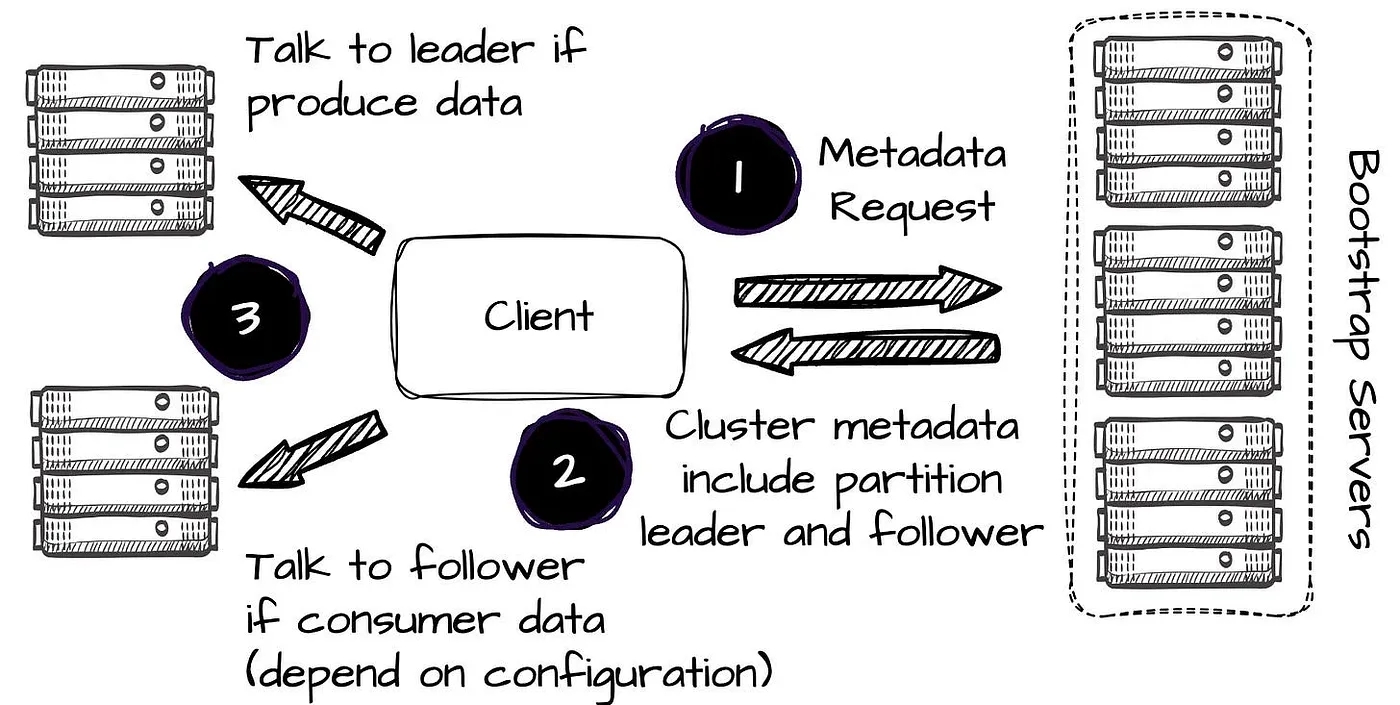 Talk to leader if
produce data
1
Metadata
Request
Client
3
2
Cluster metadata
include partition
leader and follower
Talk to follower
if consumer data
(depend on configuration)
Bootstrap Servers